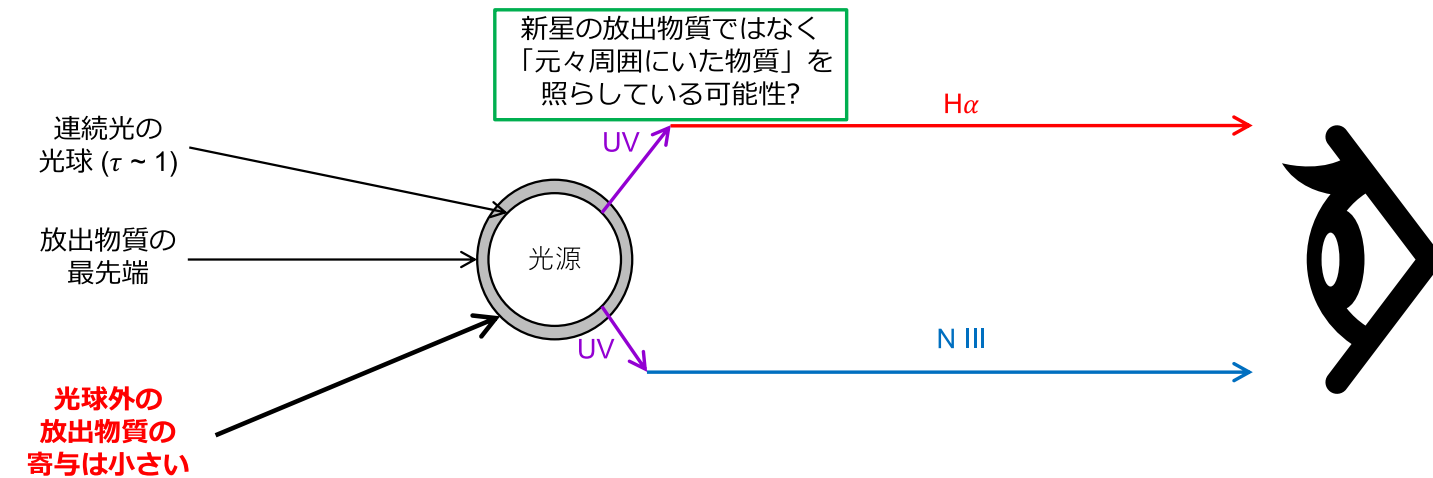 新星の放出物質ではなく
「元々周囲にいた物質」を
照らしている可能性?
Hα
連続光の
光球 (τ ~ 1)
UV
放出物質の
最先端
光源
UV
N III
光球外の
放出物質の
寄与は小さい